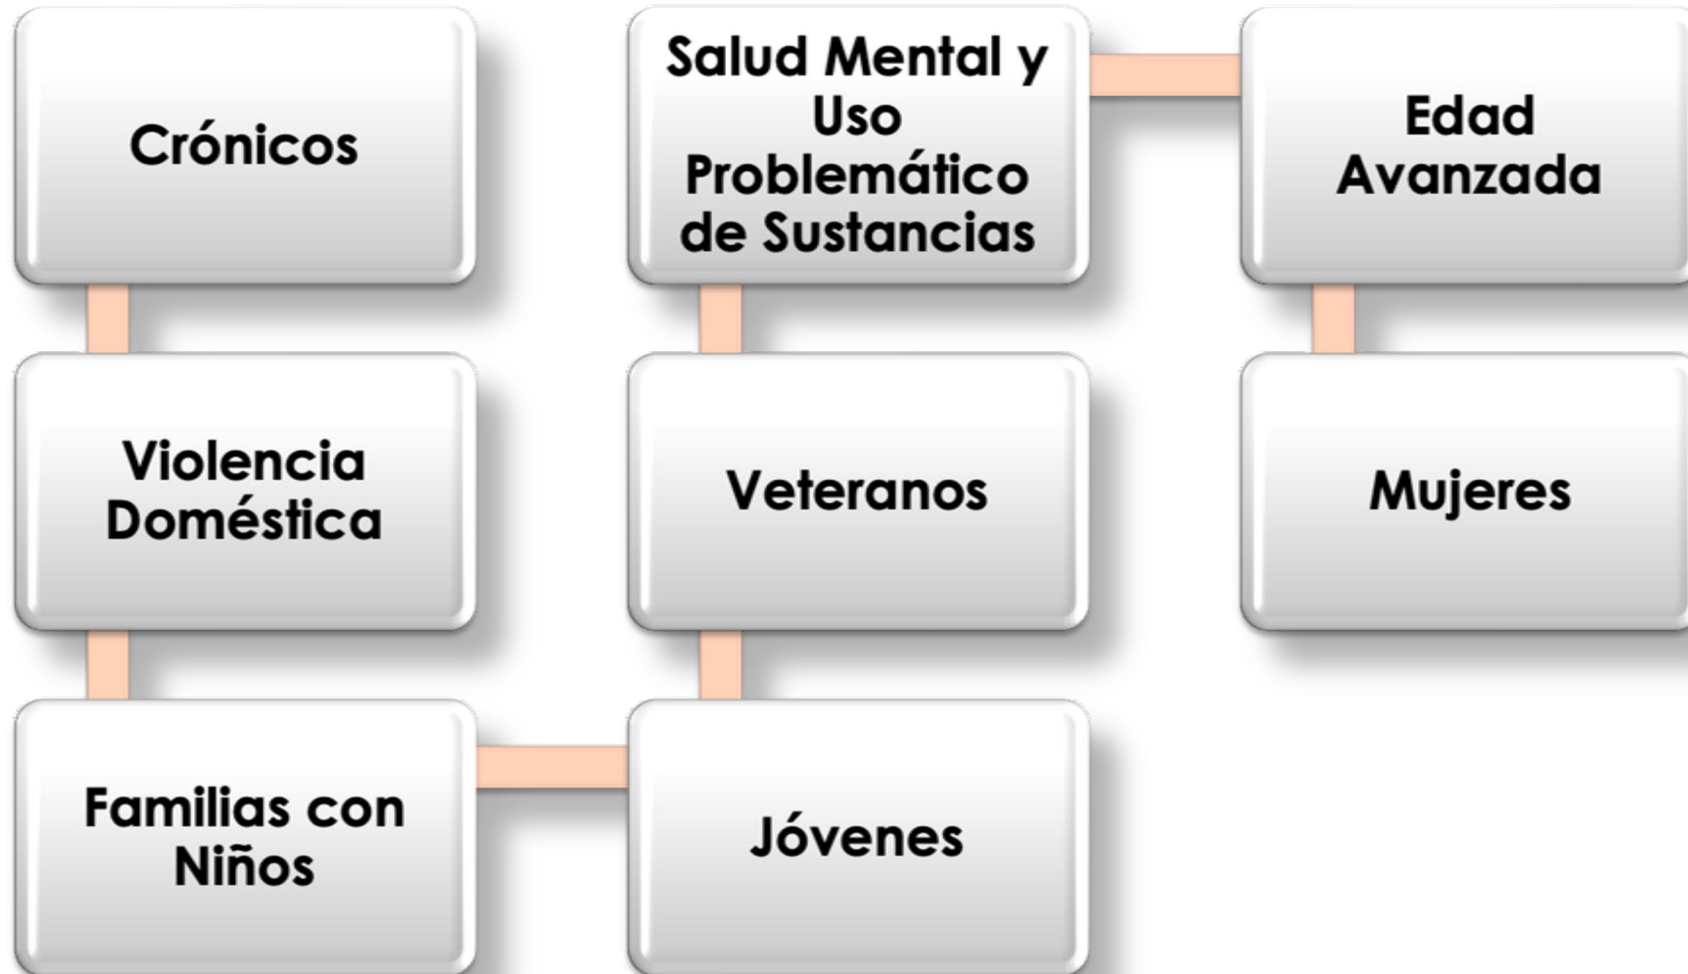 Crónicos
Violencia
Doméstica
Familias con
Niños
Jóvenes
Veteranos
Salud Mental y
Uso
Problemático
de Sustancias
Edad
Avanzada
Mujeres